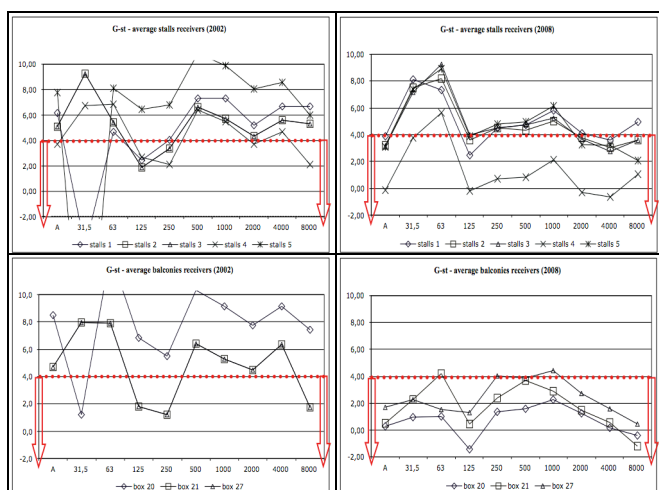 G-st - average stalls receivers (2002)
10,00
8,00
6,00
4,00
2,00
0,00
-2,00
A 31,5 63 125 250 500 1000 2000 4000 8000
stalls 1 stalls 2 stalls 3 stalls 4 stalls 5
G-st - average stalls receivers (2008)
10,00
8,00
6,00
4,00
2,00
0,00
-2,00
A 31,5 63 125 250 500 1000 2000 4000 8000
stalls 1 stalls 2 stalls 3 stalls 4 stalls 5
G-st - average balconies receivers (2002)
10,0
8,0
6,0
4,0
2,0
0,0
-2,0
A 31,5 63 125 250 500 1000 2000 4000 8000
box 20 box 21 box 27
G-st - average balconies receivers (2008)
10,00
8,00
6,00
4,00
2,00
0,00
-2,00
A 31,5 63 125 250 500 1000 2000 4000 8000
box 20 box 21 box 27